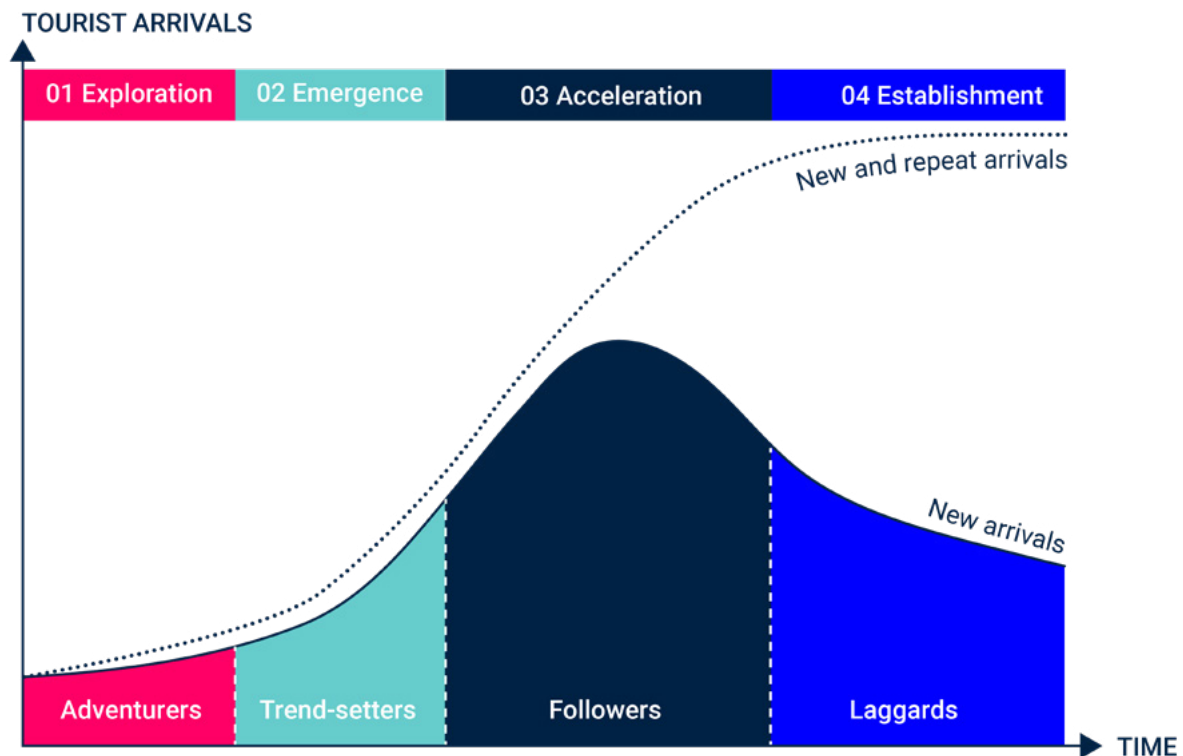 TOURIST ARRIVALS
01 Exploration
02 Emergence
03 Acceleration
04 Establishment
New and repeat arrivals
New arrivals
Adventurers
Trend-setters
Followers
Laggards
TIME